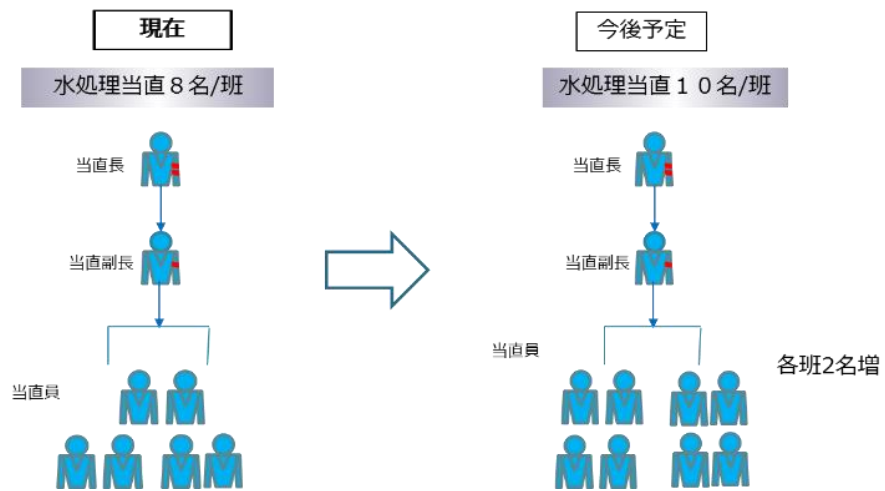 現在
水処理当直８名/班
当直長
当直副長
当直員
今後予定
水処理当直１０名/班
当直長
当直副長
当直員
各班2名増